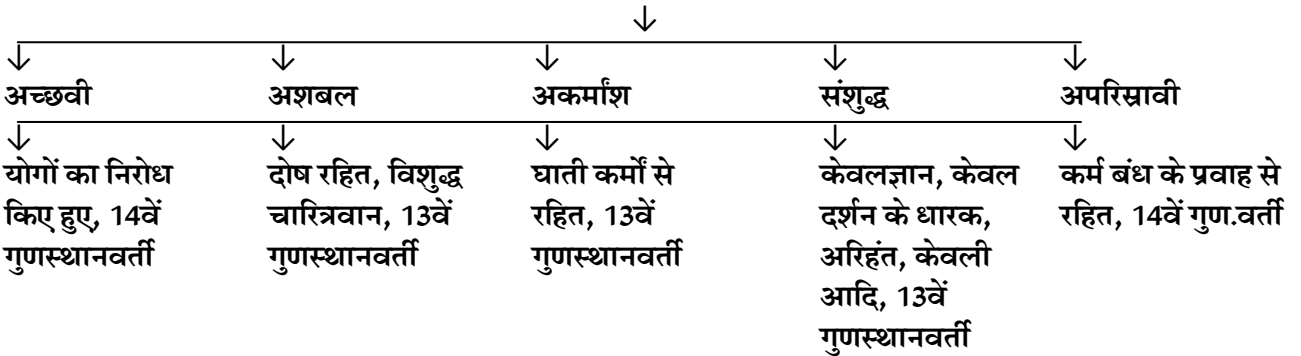 अच्छवी अशबल अकर्मांश संशुद्ध अपरिस्रावी
योगों का निरोध
किए हुए, 14वें
गुणस्थानवर्ती
दोष रहित, विशुद्ध
चारित्रवान, 13वें
गुणस्थानवर्ती
घाती कर्मों से
रहित, 13वें
गुणस्थानवर्ती
केवलज्ञान, केवल
दर्शन के धारक,
अरिहंत, केवली
आदि, 13वें
गुणस्थानवर्ती
कर्म बंध के प्रवाह से
रहित, 14वें गुण.वर्ती